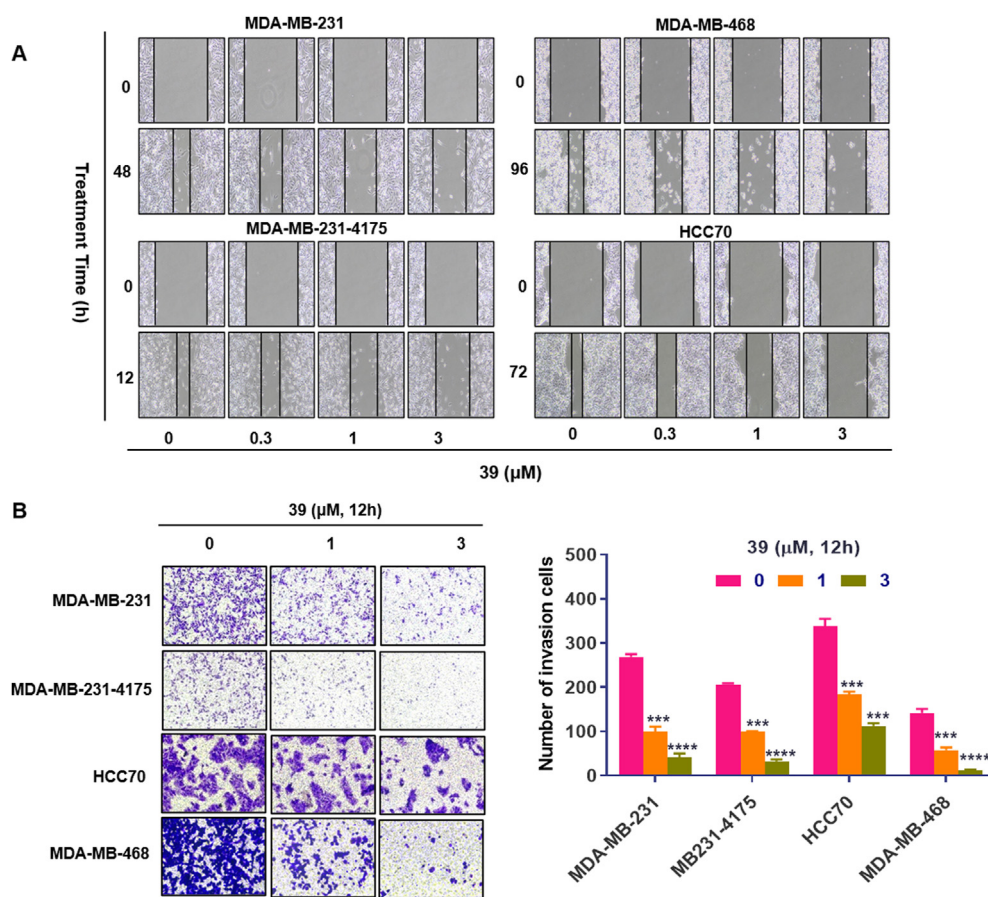 A
MDA-MB-231
MDA-MB-468
Treatment Time (h)
0
0
48
96
MDA-MB-231-4175
HCC70
0
0
12
72
0 0.3 1 3 0 0.3 1 3
39 (µM)
B
39 (µM, 12h)
0 1 3
MDA-MB-231
MDA-MB-231-4175
HCC70
MDA-MB-468
39 (µM, 12h)
0 1 3
Number of invasion cells
500
400
300
200
100
0
*** **** *** **** *** *** *** ****
MDA-MB-231
MB231-4175
HCC70
MDA-MB-468